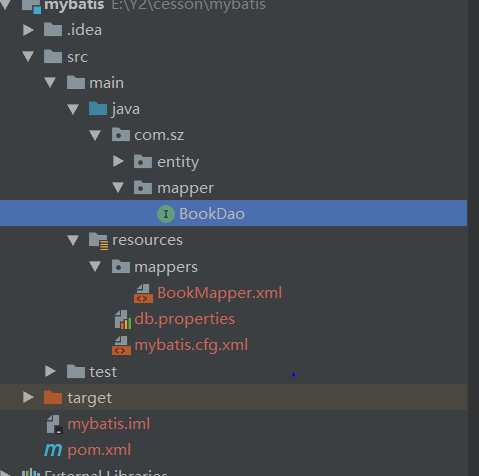 mybatis E:\Y2\cesson\mybatis
.idea
src
main
java
com.sz
entity
mapper
BookDao
resources
mappers
BookMapper.xml
db.properties
mybatis.cfg.xml
test
target
mybatis.iml
pom.xml
External Libraries